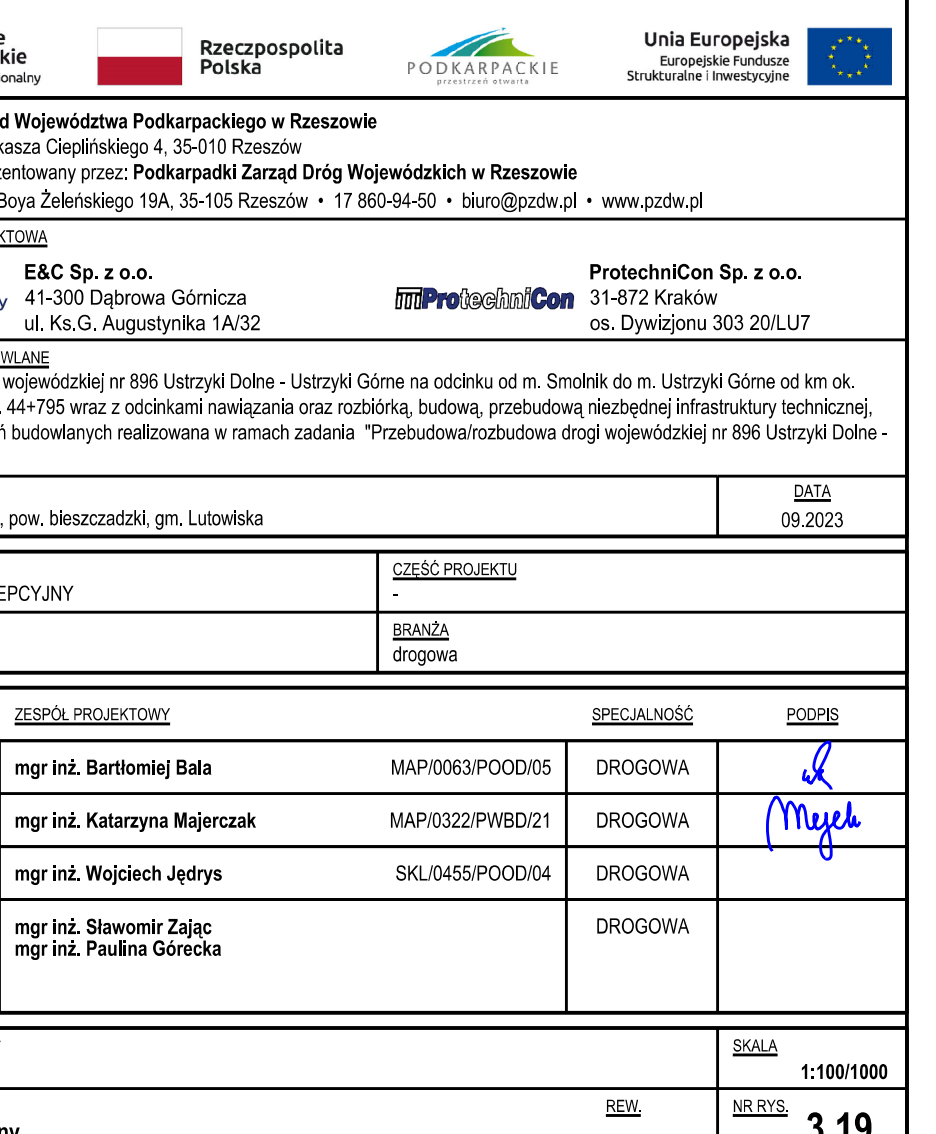 kie
onalny
Rzeczpospolita
Polska
PODKARPACKIE
przestrzeń otwarta
Unia Europejska
Europejskie Fundusze
Strukturalne i Inwestycyjne
d Województwa Podkarpackiego w Rzeszowie
kasza Cieplińskiego 4, 35-010 Rzeszów
zentowany przez: Podkarpadki Zarząd Dróg Wojewódzkich w Rzeszowie
Boya Żeleńskiego 19A, 35-105 Rzeszów • 17 860-94-50 • biuro@pzdw.pl • www.pzdw.pl
KTOWA
E&C Sp. z o.o.
41-300 Dąbrowa Górnicza
ul. Ks.G. Augustynika 1A/32
ProtechniCon
ProtechniCon Sp. z o.o.
31-872 Kraków
os. Dywizjonu 303 20/LU7
WLANE
wojewódzkiej nr 896 Ustrzyki Dolne - Ustrzyki Górne na odcinku od m. Smolnik do m. Ustrzyki Górne od km ok.
. 44+795 wraz z odcinkami nawiązania oraz rozbiórką, budową, przebudową niezbędnej infrastruktury technicznej,
ń budowlanych realizowana w ramach zadania "Przebudowa/rozbudowa drogi wojewódzkiej nr 896 Ustrzyki Dolne -
, pow. bieszczadzki, gm. Lutowiska
DATA
09.2023
EPCYJNY
CZĘŚĆ PROJEKTU
-
BRANŻA
drogowa
ZESPÓŁ PROJEKTOWY SPECJALNOŚĆ PODPIS
mgr inż. Bartłomiej Bala MAP/0063/POOD/05 DROGOWA
mgr inż. Katarzyna Majerczak MAP/0322/PWBD/21 DROGOWA
mgr inż. Wojciech Jędrys SKL/0455/POOD/04 DROGOWA
mgr inż. Sławomir Zając DROGOWA
mgr inż. Paulina Górecka
SKALA
1:100/1000
REW.
NR RYS.
3.19
ny